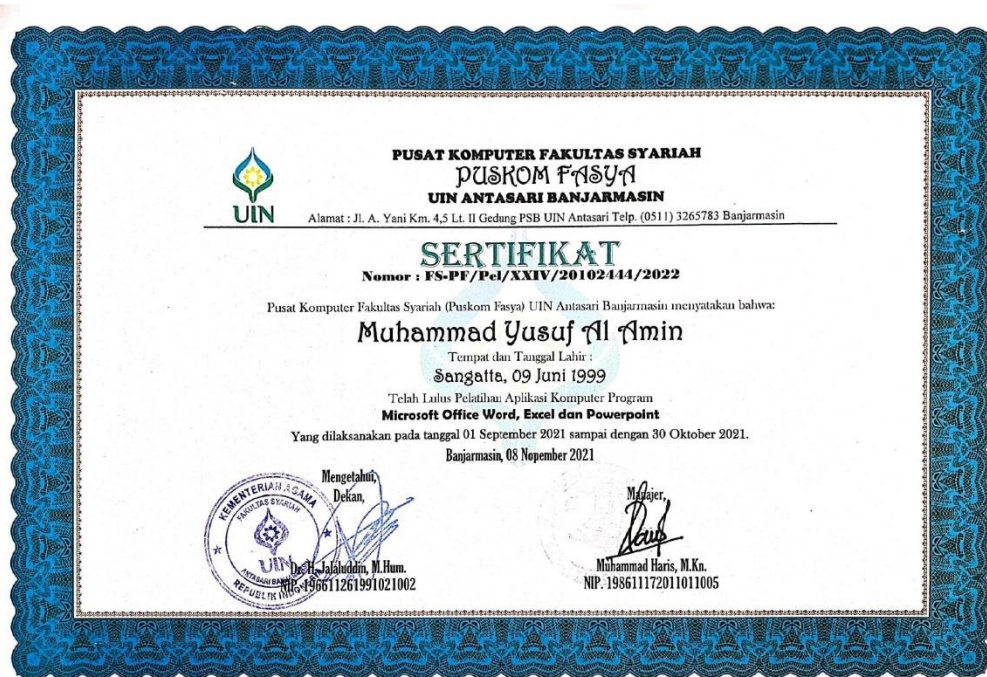 UIN
PUSAT KOMPUTER FAKULTAS SYARIAH
PUSKOM FASYA
UIN ANTASARI BANJARMASIN
Alamat : Jl. A. Yani Km. 4,5 Lt. II Gedung PSB UIN Antasari Telp. (0511) 3265783 Banjarmasin
SERTIFIKAT
Nomor : FS-PF/Pel/XXIV/20102444/2022
Pusat Komputer Fakultas Syariah (Puskom Fasya) UIN Antasari Banjarmasin menyatakan bahwa:
Muhammad Yusuf Al Amin
Tempat dan Tanggal Lahir :
Sangatta, 09 Juni 1999
Telah Lulus Pelatihan Aplikasi Komputer Program
Microsoft Office Word, Excel dan Powerpoint
Yang dilaksanakan pada tanggal 01 September 2021 sampai dengan 30 Oktober 2021.
Banjarmasin, 08 Nopember 2021
Mengetahui,
Dekan,
KEMENTERIAN AGAMA
FAKULTAS SYARIAH
UIN
ANTASARI
REPUBLIK
Dr. H. Jalaluddin, M.Hum.
NIP. 196611261991021002
Manajer,
Muhammad Haris, M.Kn.
NIP. 198611172011011005